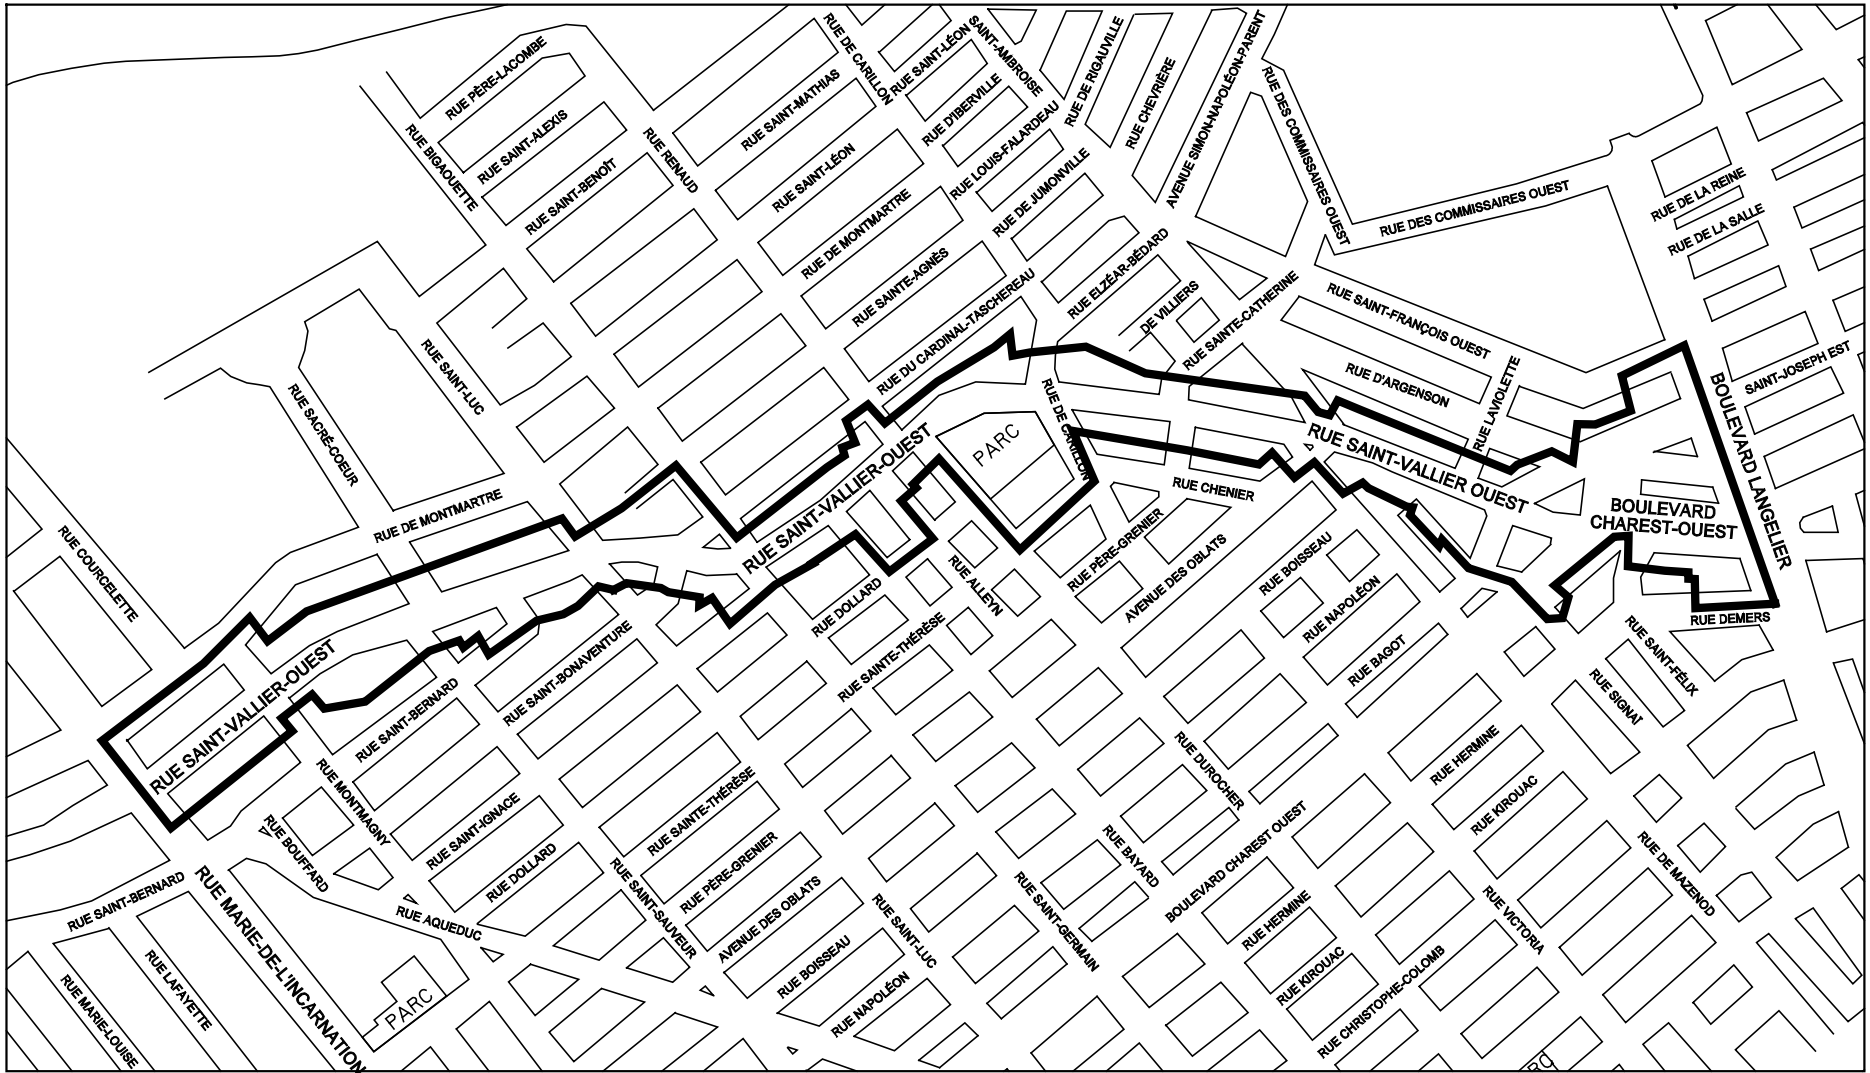 RUE PÈRE-LACOMBE
RUE SAINT-ALEXIS
RUE SAINT-BENOÎT
RUE BIGAOUETTE
RUE RENAUD
RUE SAINT-MATHIAS
RUE SAINT-LÉON
RUE DE MONTMARTRE
RUE SAINTE-AGNÈS
RUE DU CARDINAL-TASCHEREAU
RUE DE CARILLON
RUE SAINT-LÉON
SAINT-AMBROISE
RUE D'IBERVILLE
RUE LOUIS-FALARDEAU
RUE DE JUMONVILLE
RUE DE RIGAUVILLE
RUE CHEVRIÈRE
AVENUE SIMON-NAPOLÉON-PARENT
RUE DES COMMISSAIRES OUEST
RUE DES COMMISSAIRES OUEST
RUE DE LA REINE
RUE DE LA SALLE
RUE ELZÉAR-BÉDARD
DE VILLIERS
RUE SAINTE-CATHERINE
RUE SAINT-FRANÇOIS OUEST
RUE D'ARGENSON
RUE LAVIOLETTE
SAINT-JOSEPH EST
BOULEVARD LANGELIER
RUE SAINT-LUC
RUE SACRÉ-COEUR
RUE DE MONTMARTRE
RUE COURCELETTE
RUE SAINT-VALLIER-OUEST
PARC
RUE DE CARILLON
RUE SAINT-VALLIER OUEST
RUE CHENIER
BOULEVARD
CHAREST-OUEST
RUE DEMERS
RUE SAINT-VALLIER-OUEST
RUE SAINT-BERNARD
RUE SAINT-BONAVENTURE
RUE DOLLARD
RUE ALLEYN
RUE SAINTE-THÉRÈSE
RUE PÈRE-GRENIER
AVENUE DES OBLATS
RUE BOISSEAU
RUE NAPOLÉON
RUE BAGOT
RUE SAINT-FÉLIX
RUE SIGNAI
RUE MONTMAGNY
RUE BOUFFARD
RUE SAINT-IGNACE
RUE DOLLARD
RUE SAINTE-THÉRÈSE
RUE PÈRE-GRENIER
AVENUE DES OBLATS
RUE BOISSEAU
RUE NAPOLÉON
RUE SAINT-SAUVEUR
RUE SAINT-LUC
RUE SAINT-GERMAIN
RUE BAYARD
RUE DUROCHER
BOULEVARD CHAREST OUEST
RUE HERMINE
RUE KIROUAC
RUE HERMINE
RUE KIROUAC
RUE CHRISTOPHE-COLOMB
RUE VICTORIA
RUE DE MAZENOD
RUE AQUEDUC
RUE SAINT-BERNARD
RUE MARIE-DE-L'INCARNATION
RUE LAFAYETTE
RUE MARIE-LOUISE
PARC